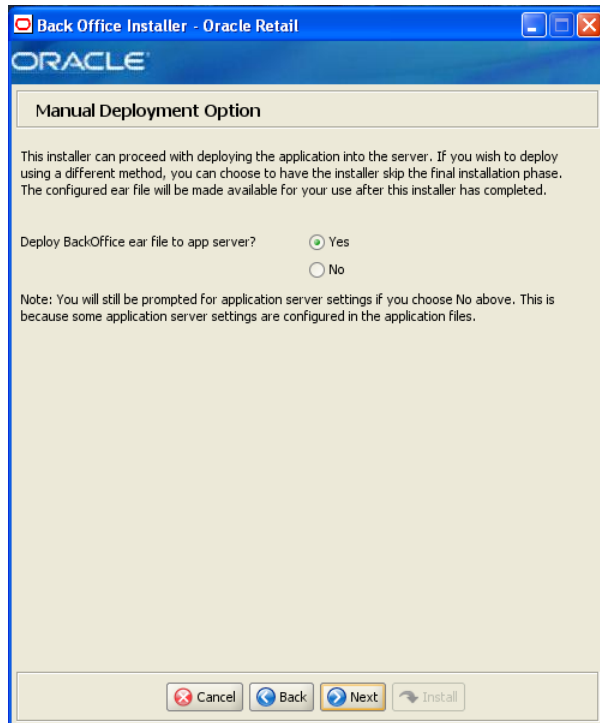 Back Office Installer - Oracle Retail
ORACLE
Manual Deployment Option
This installer can proceed with deploying the application into the server. If you wish to deploy
using a different method, you can choose to have the installer skip the final installation phase.
The configured ear file will be made available for your use after this installer has completed.
Deploy BackOffice ear file to app server? Yes
No
Note: You will still be prompted for application server settings if you choose No above. This is
because some application server settings are configured in the application files.
Cancel Back Next Install